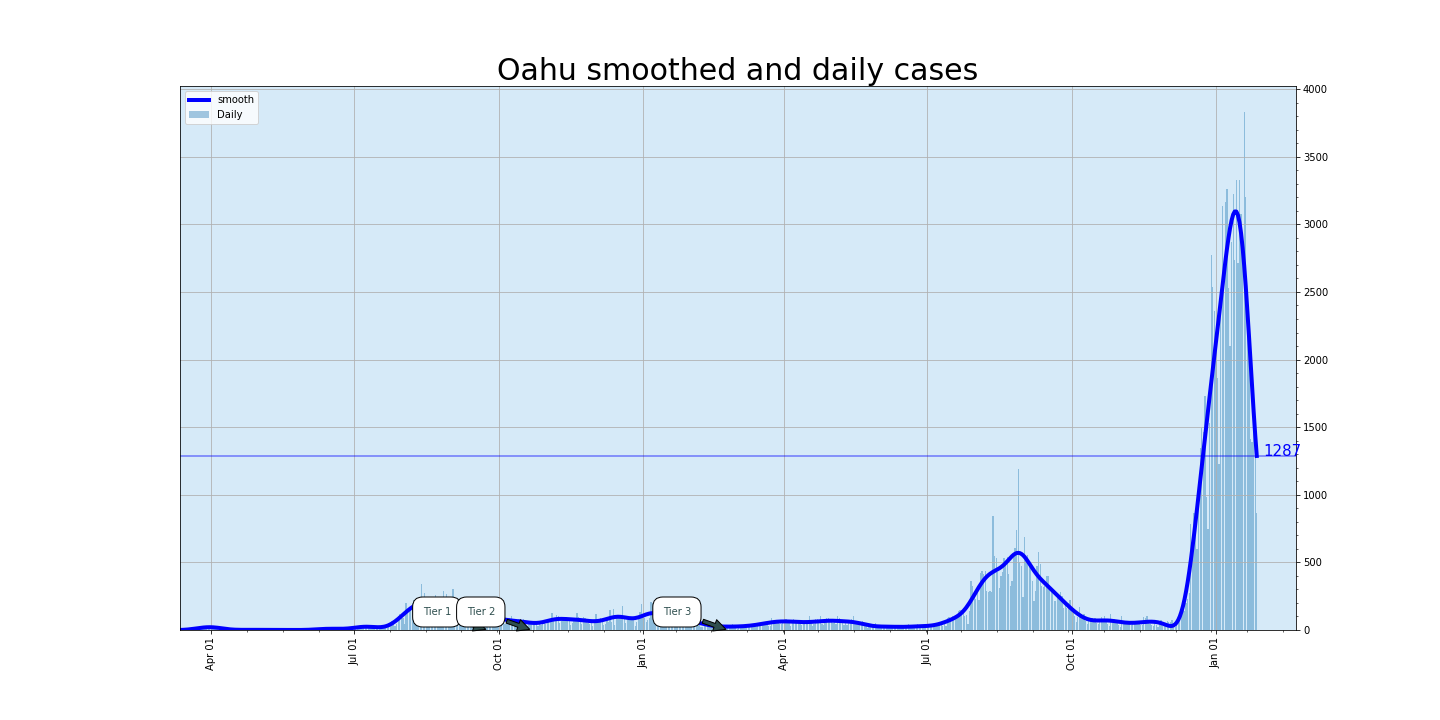 Oahu smoothed and daily cases
smooth
Daily
4000
3500
3000
2500
2000
1500
1287
1000
500
0
Tier 1
Tier 2
Tier 3
Apr 01
Jul 01
Oct 01
Jan 01
Apr 01
Jul 01
Oct 01
Jan 01